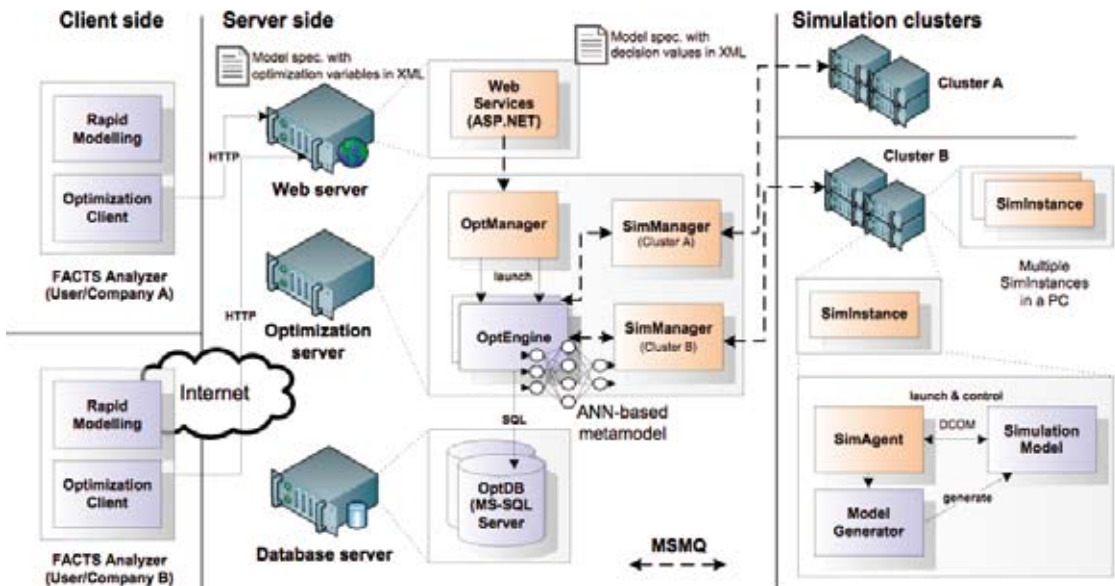 Client side
Server side
Simulation clusters
Model spec. with
optimization variables in XML
Model spec. with
decision values in XML
Rapid
Modelling
Optimization
Client
FACTS Analyzer
(User/Company A)
HTTP
HTTP
Web server
Web
Services
(ASP.NET)
Cluster A
Cluster B
OptManager
SimManager
(Cluster A)
launch
Optimization
server
OptEngine
SimManager
(Cluster B)
ANN-based
metamodel
SimInstance
Multiple
SimInstances
in a PC
SimInstance
Internet
Rapid
Modelling
Optimization
Client
FACTS Analyzer
(User/Company B)
SQL
OptDB
(MS-SQL
Server
Database server
MSMQ
launch & control
SimAgent
DCOM
Simulation
Model
generate
Model
Generator